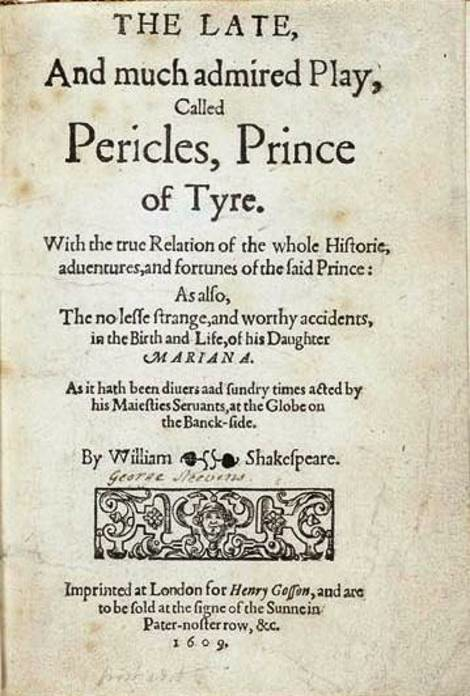 THE LATE,
And much admired Play,
Called
Pericles, Prince
of Tyre.
With the true Relation of the whole Hiſtorie,
aduentures, and fortunes of the ſaid Prince:
As alſo,
The no leſſe ſtrange, and worthy accidents,
in the Birth and Life, of his Daughter
MARIANA.
As it hath been diuers aad ſundry times acted by
his Maieſties Seruants, at the Globe on
the Banck-ſide.
By William Shakeſpeare.
George Steevens.
Imprinted at London for Henry Goſſon, and are
to be ſold at the ſigne of the Sunne in
Pater-noſter row, &c.
1609.